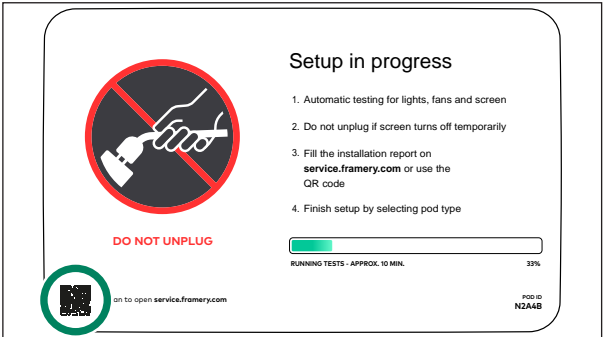 Setup in progress
1. Automatic testing for lights, fans and screen
2. Do not unplug if screen turns off temporarily
3. Fill the installation report on
service.framery.com or use the
QR code
4. Finish setup by selecting pod type
DO NOT UNPLUG
RUNNING TESTS - APPROX. 10 MIN. 33%
an to open service.framery.com
POD ID
N2A4B